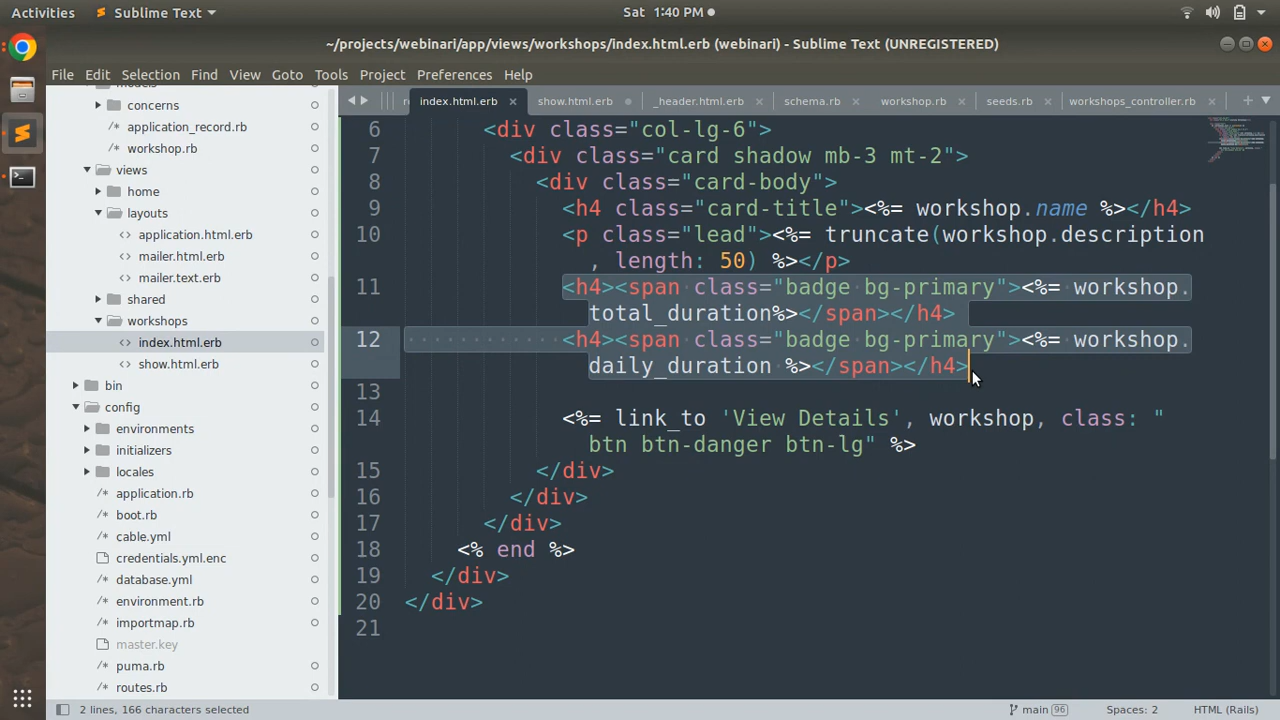 Activities Sublime Text Sat 1:40 PM
~/projects/webinari/app/views/workshops/index.html.erb (webinari) - Sublime Text (UNREGISTERED)
File Edit Selection Find View Goto Tools Project Preferences Help
index.html.erb show.html.erb _header.html.erb schema.rb workshop.rb seeds.rb workshops_controller.rb
models
concerns
application_record.rb
workshop.rb
views
home
layouts
application.html.erb
mailer.html.erb
mailer.text.erb
shared
workshops
index.html.erb
show.html.erb
bin
config
environments
initializers
locales
application.rb
boot.rb
cable.yml
credentials.yml.enc
database.yml
environment.rb
importmap.rb
master.key
puma.rb
routes.rb
6 <div class="col-lg-6">
7 <div class="card shadow mb-3 mt-2">
8 <div class="card-body">
9 <h4 class="card-title"><%= workshop.name %></h4>
10 <p class="lead"><%= truncate(workshop.description
, length: 50) %></p>
11 <h4><span class="badge bg-primary"><%= workshop.
total_duration%></span></h4>
12 <h4><span class="badge bg-primary"><%= workshop.
daily_duration %></span></h4>
13
14 <%= link_to 'View Details', workshop, class: "
btn btn-danger btn-lg" %>
15 </div>
16 </div>
17 </div>
18 <% end %>
19 </div>
20 </div>
21
2 lines, 166 characters selected main 96 Spaces: 2 HTML (Rails)